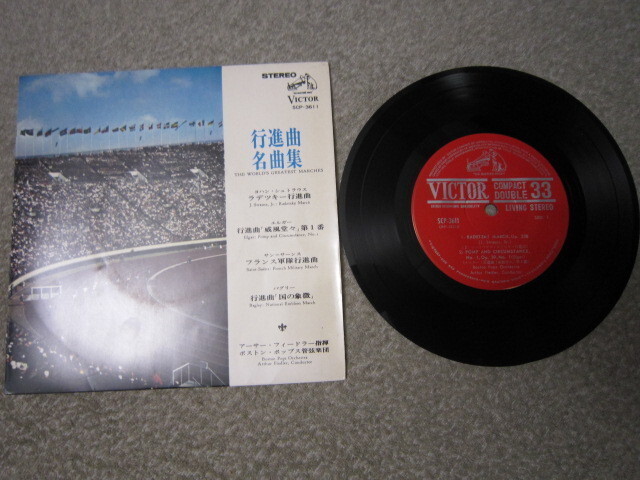 STEREO
VICTOR
SCP-3611
行進曲
名曲集
THE WORLD'S GREATEST MARCHES
ヨハン・シュトラウス
ラデツキー行進曲
J. Strauss, Jr.: Radetzky March
エルガー
行進曲「威風堂々」第1番
Elgar: Pomp and Circumstance, No. 1
サン=サーンス
フランス軍隊行進曲
Saint-Saëns: French Military March
バグリー
行進曲「国の象徴」
Bagley: National Emblem March
アーサー・フィードラー指揮
ボストン・ポップス管弦楽団
Boston Pops Orchestra
Arthur Fiedler, Conductor
VICTOR
COMPACT
DOUBLE
33
LIVING STEREO
1. RADETZKY MARCH, Op. 228
2. POMP AND CIRCUMSTANCE,
Boston Pops Orchestra
Arthur Fiedler, Conductor